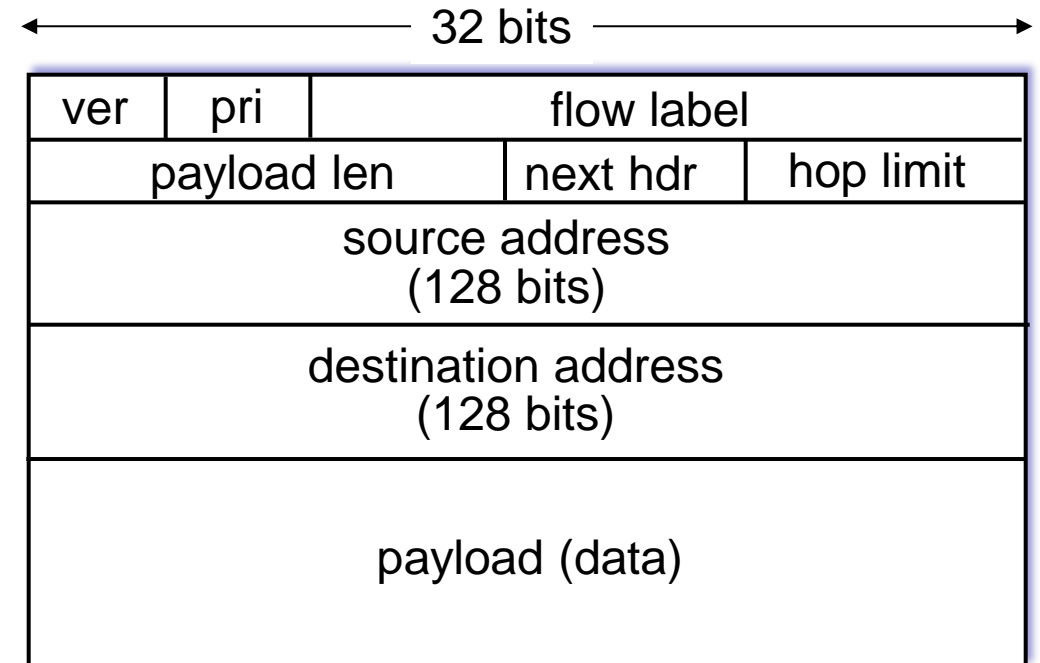 32 bits
ver pri flow label
payload len next hdr hop limit
source address
(128 bits)
destination address
(128 bits)
payload (data)